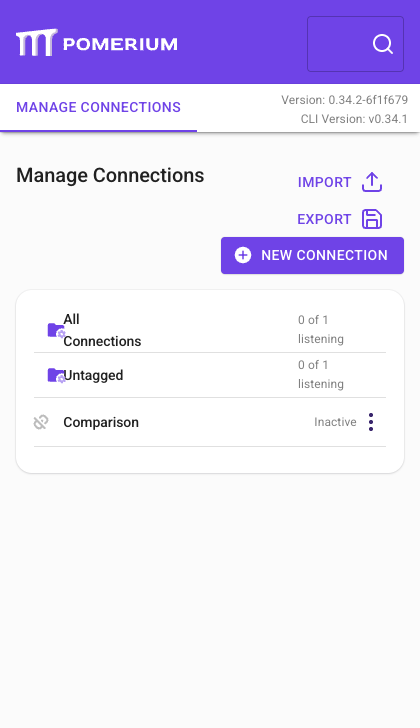 POMERIUM
MANAGE CONNECTIONS
Version: 0.34.2-6f1f679
CLI Version: v0.34.1
Manage Connections
IMPORT
EXPORT
NEW CONNECTION
All
Connections
0 of 1
listening
Untagged
0 of 1
listening
Comparison
Inactive